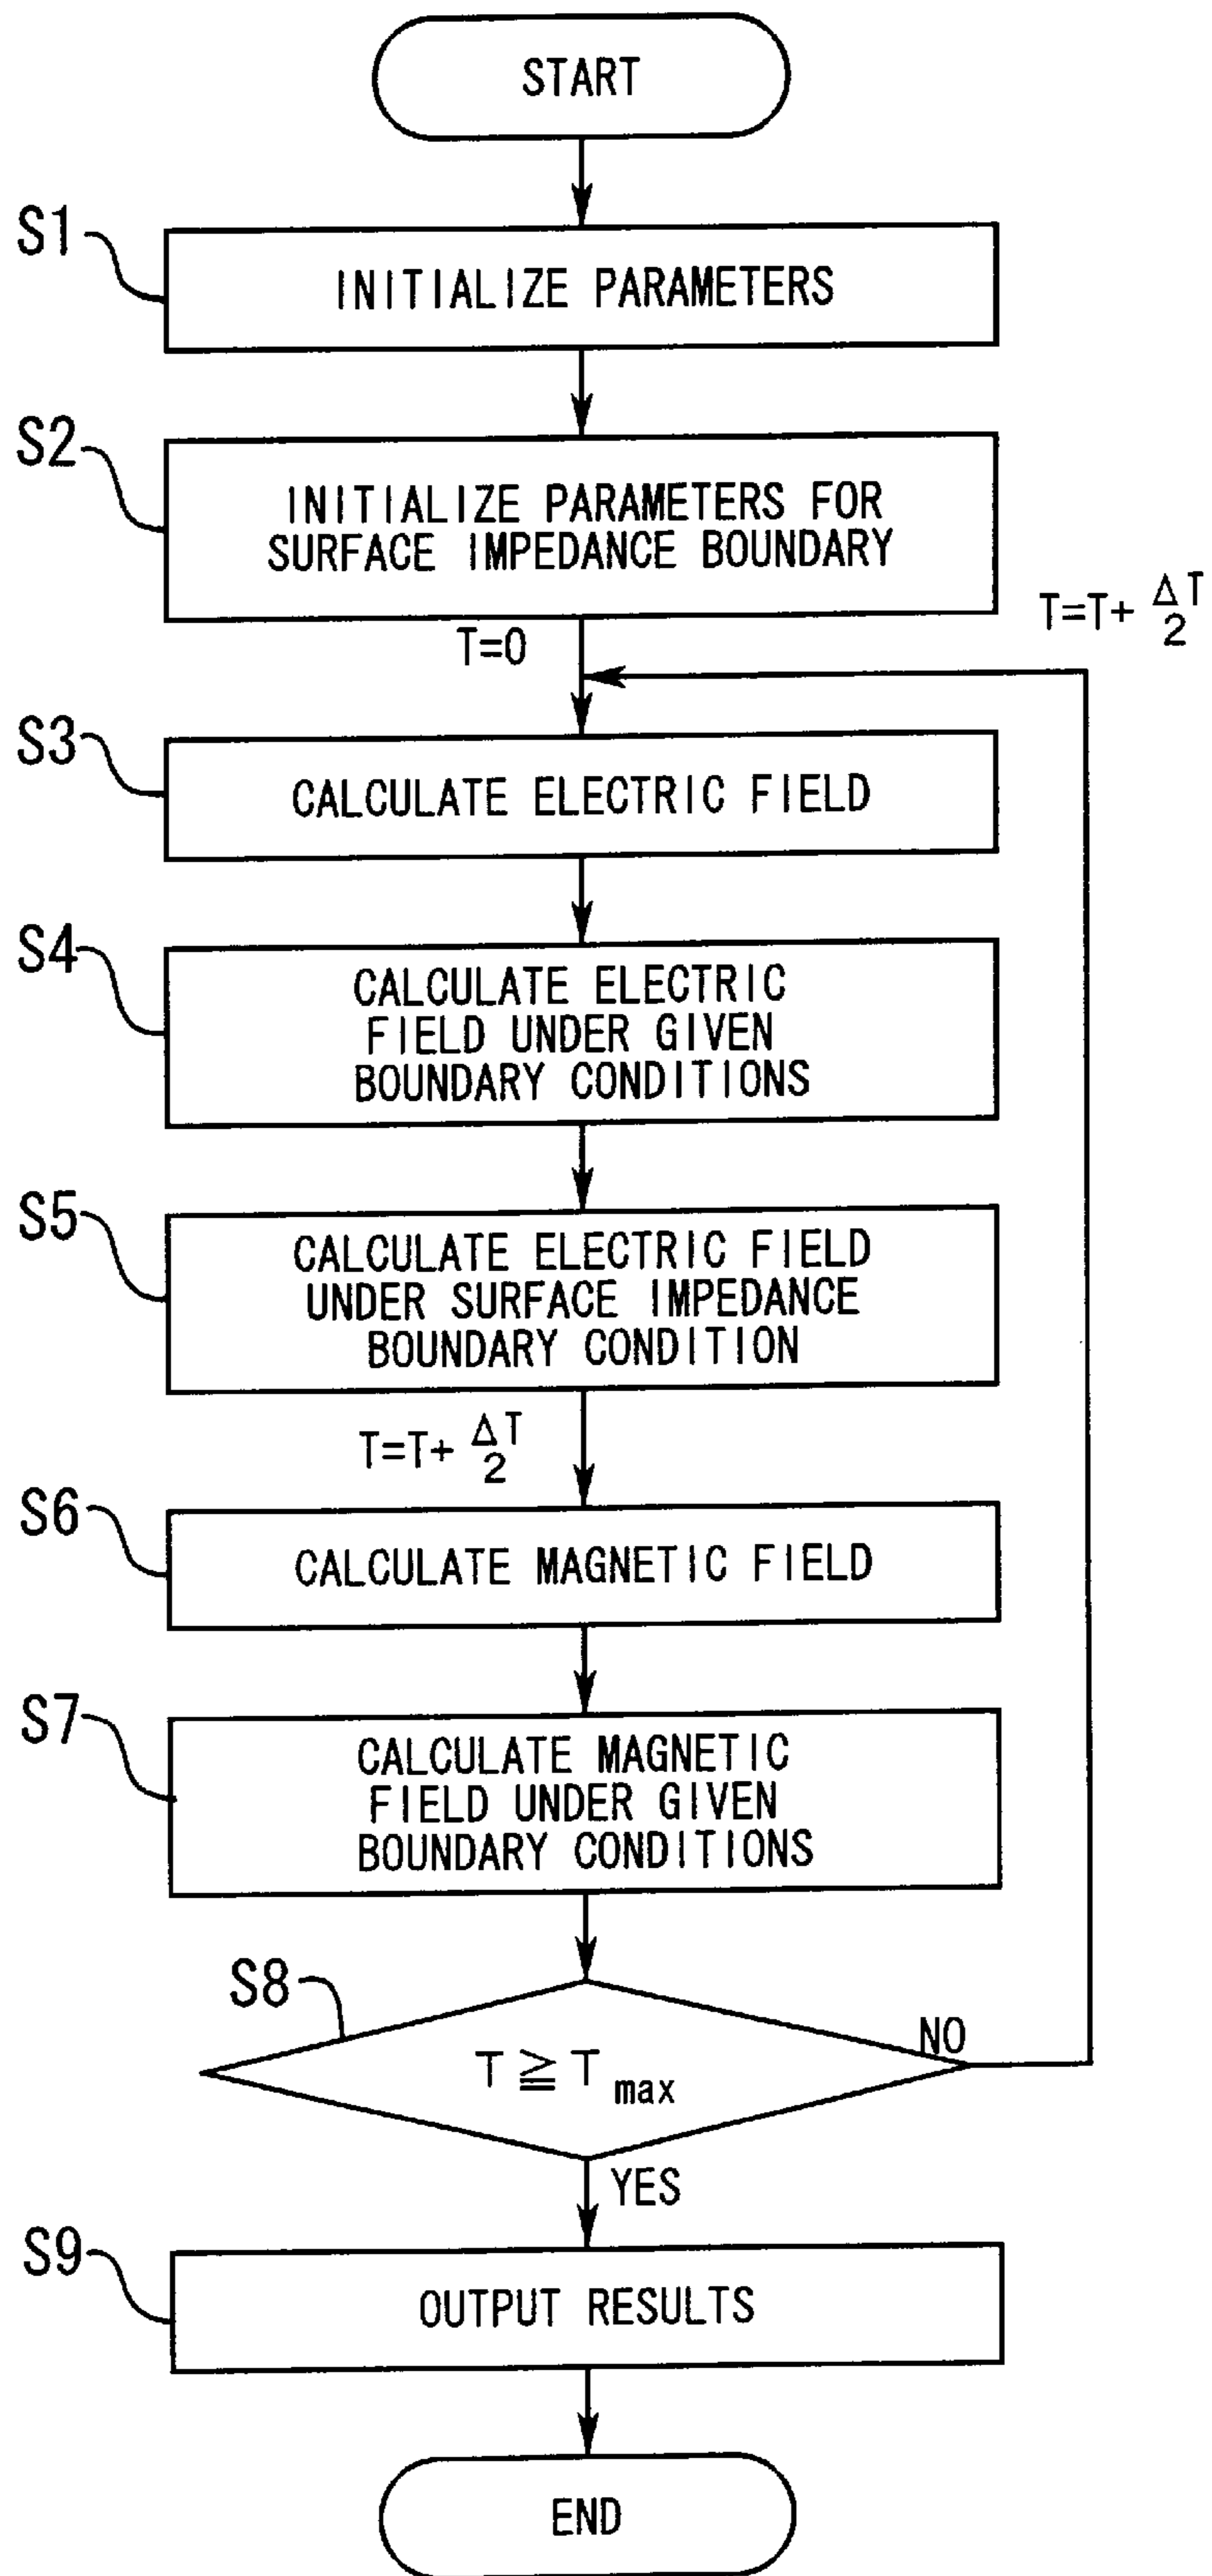 START
S1
INITIALIZE PARAMETERS
S2
INITIALIZE PARAMETERS FOR
SURFACE IMPEDANCE BOUNDARY
T=0
T=T+ ΔT/2
S3
CALCULATE ELECTRIC FIELD
S4
CALCULATE ELECTRIC
FIELD UNDER GIVEN
BOUNDARY CONDITIONS
S5
CALCULATE ELECTRIC FIELD
UNDER SURFACE IMPEDANCE
BOUNDARY CONDITION
T=T+ ΔT/2
S6
CALCULATE MAGNETIC FIELD
S7
CALCULATE MAGNETIC
FIELD UNDER GIVEN
BOUNDARY CONDITIONS
S8
T ≧ T max
NO
YES
S9
OUTPUT RESULTS
END